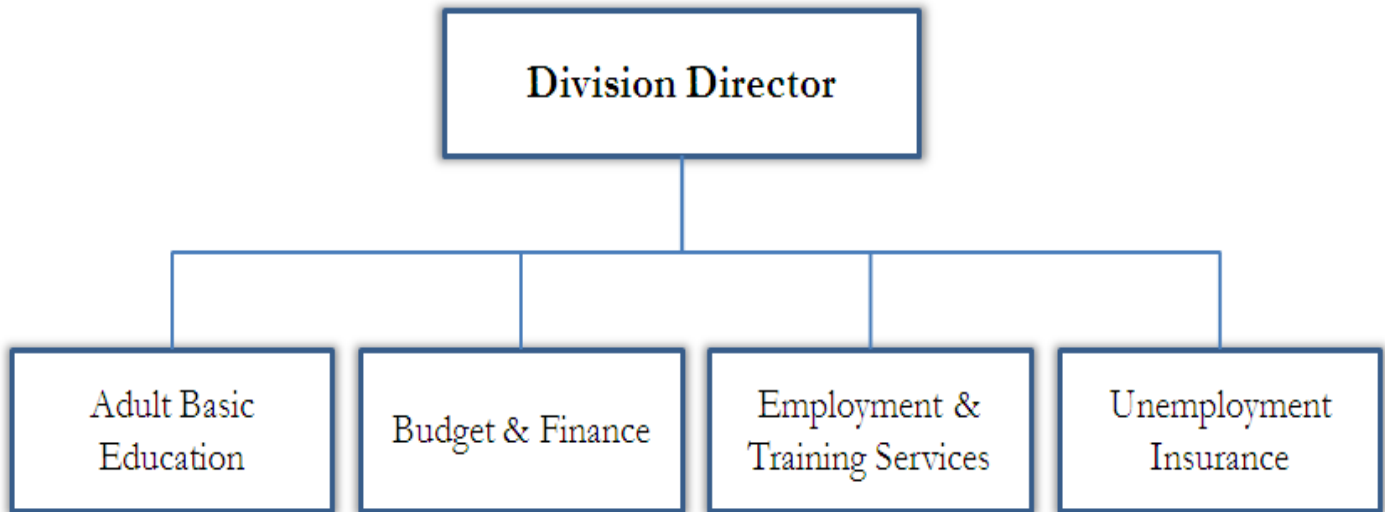 Division Director
Adult Basic
Education
Budget & Finance
Employment &
Training Services
Unemployment
Insurance